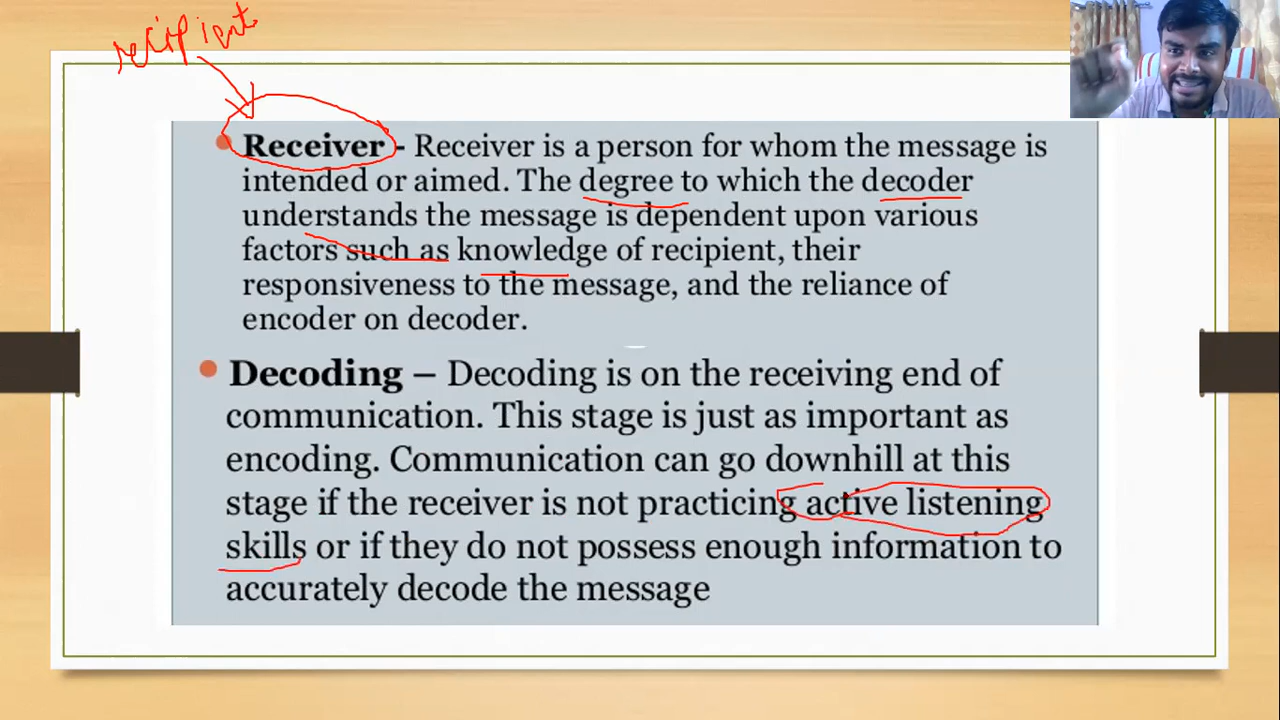 recipient
Receiver - Receiver is a person for whom the message is
intended or aimed. The degree to which the decoder
understands the message is dependent upon various
factors such as knowledge of recipient, their
responsiveness to the message, and the reliance of
encoder on decoder.
Decoding – Decoding is on the receiving end of
communication. This stage is just as important as
encoding. Communication can go downhill at this
stage if the receiver is not practicing active listening
skills or if they do not possess enough information to
accurately decode the message